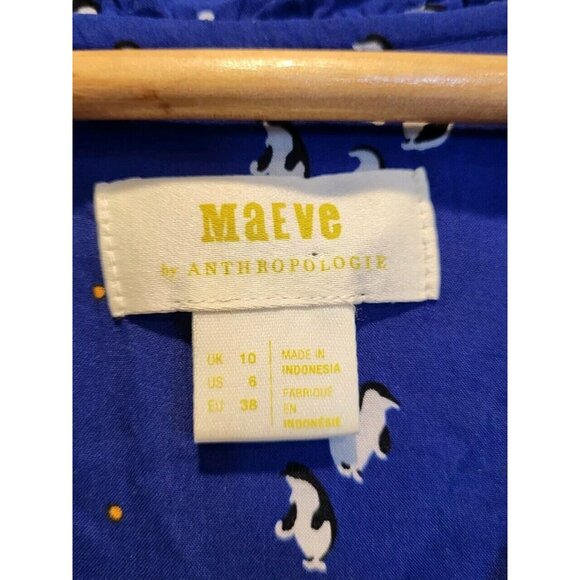 Maeve
by ANTHROPOLOGIE
UK 10
US 6
EU 38
MADE IN
INDONESIA
FABRIQUÉ
EN
INDONÉSIE